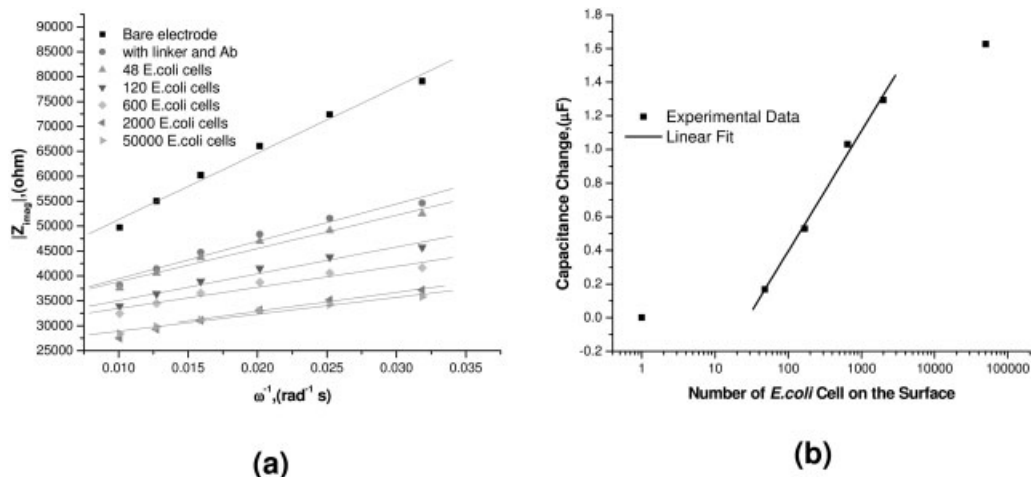 90000
85000
80000
75000
70000
65000
60000
55000
50000
45000
40000
35000
30000
25000
|Z_imag|,(ohm)
Bare electrode
with linker and Ab
48 E.coli cells
120 E.coli cells
600 E.coli cells
2000 E.coli cells
50000 E.coli cells
0.010 0.015 0.020 0.025 0.030 0.035
ω⁻¹,(rad⁻¹ s)
(a)
1.8
1.6
1.4
1.2
1.0
0.8
0.6
0.4
0.2
0.0
-0.2
Capacitance Change,(μF)
Experimental Data
Linear Fit
1 10 100 1000 10000 100000
Number of E.coli Cell on the Surface
(b)